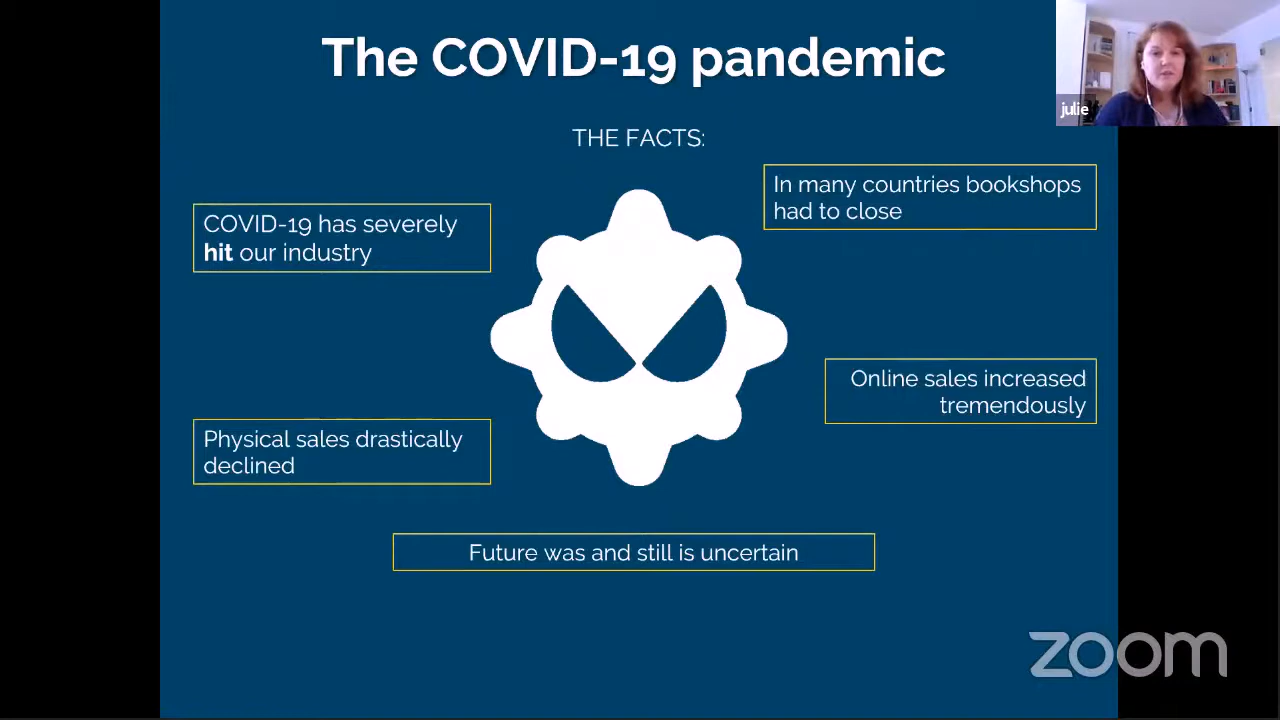 The COVID-19 pandemic
julie
THE FACTS:
In many countries bookshops
had to close
COVID-19 has severely
hit our industry
Online sales increased
tremendously
Physical sales drastically
declined
Future was and still is uncertain
zoom